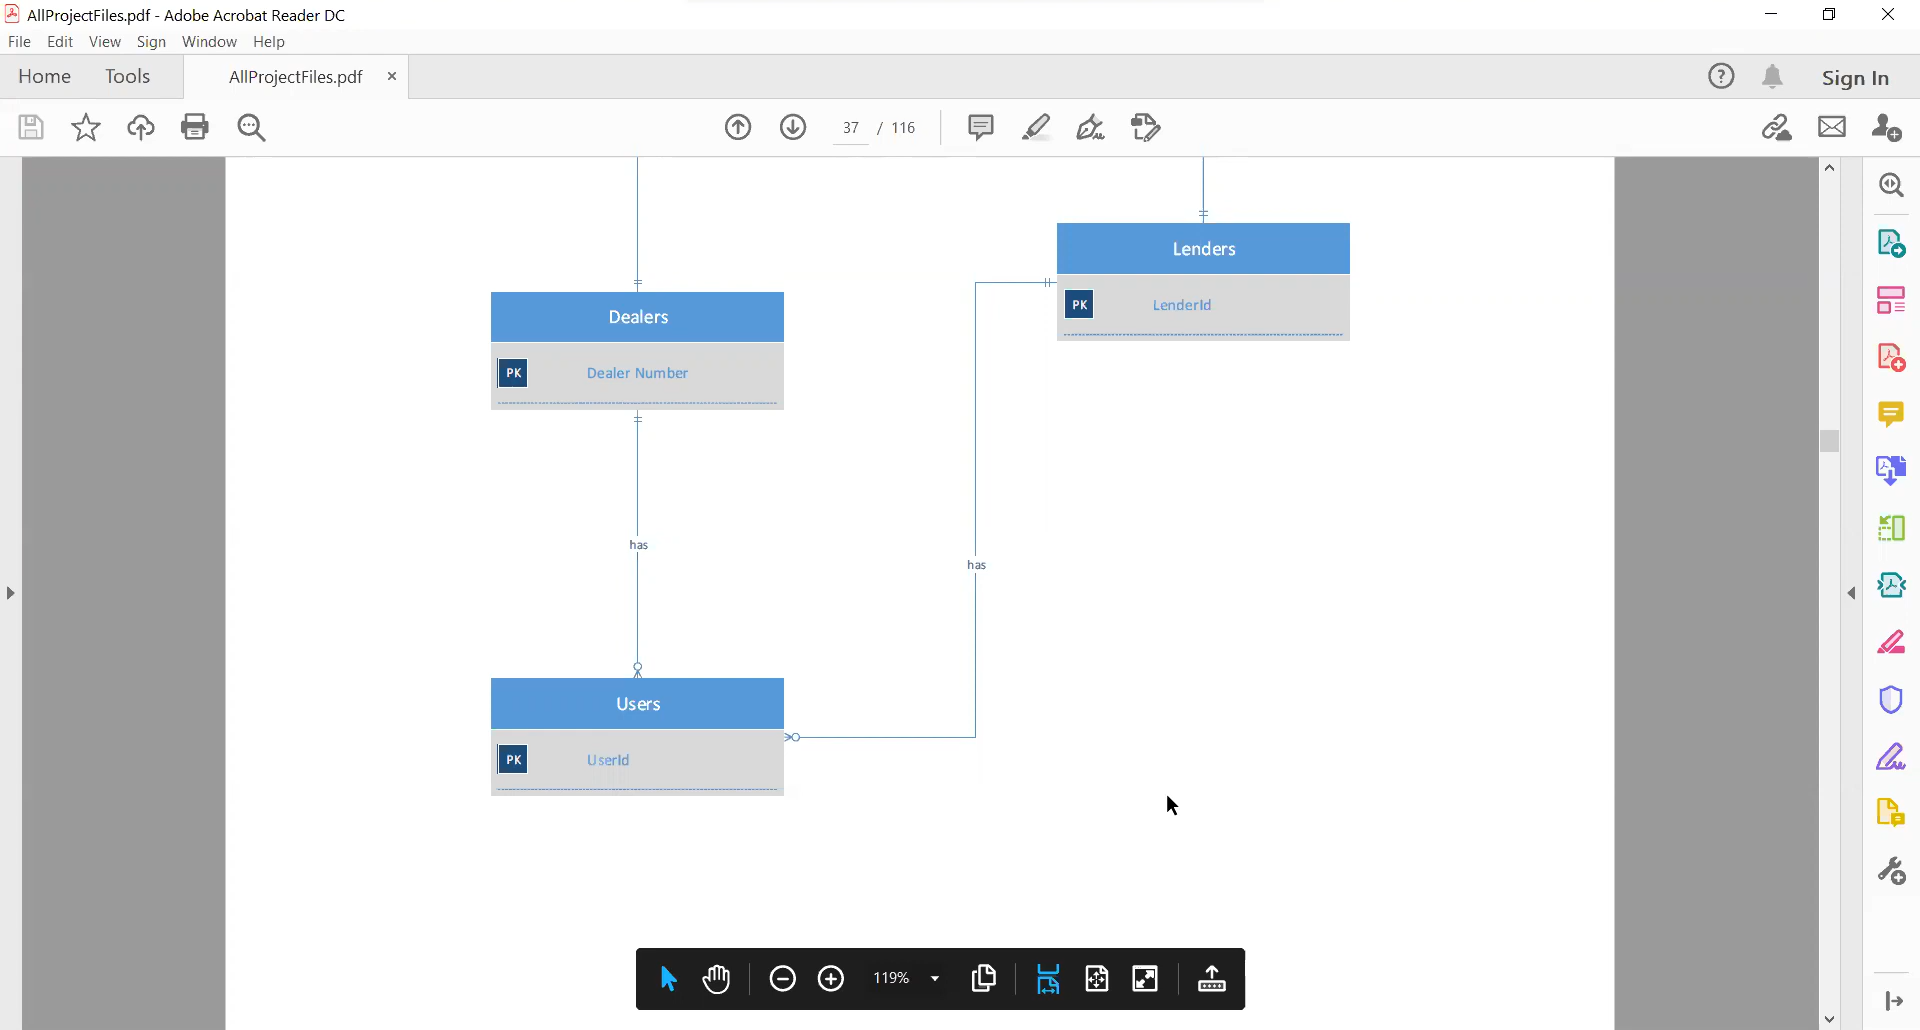 AllProjectFiles.pdf - Adobe Acrobat Reader DC
File Edit View Sign Window Help
Home Tools AllProjectFiles.pdf Sign In
37 / 116
Lenders
PK LenderId
Dealers
PK Dealer Number
has
has
Users
PK UserId
119%